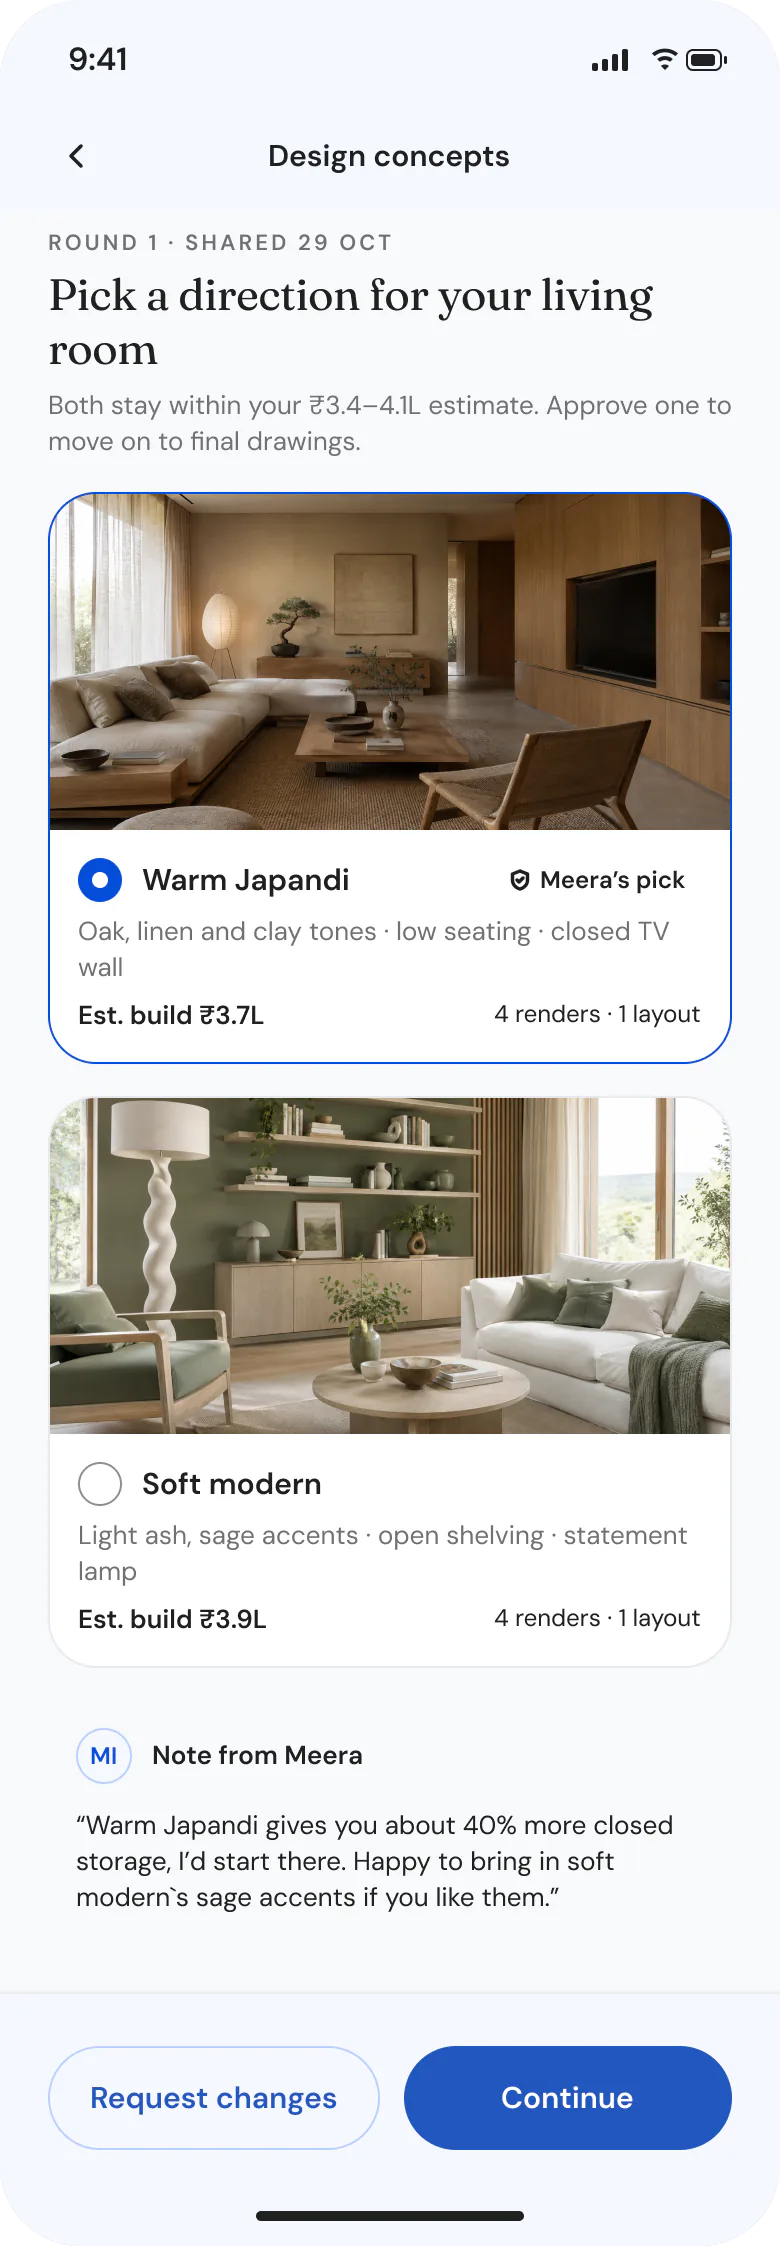 9:41
Design concepts
ROUND 1 · SHARED 29 OCT
Pick a direction for your living
room
Both stay within your ₹3.4–4.1L estimate. Approve one to
move on to final drawings.
Warm Japandi
Meera’s pick
Oak, linen and clay tones · low seating · closed TV
wall
Est. build ₹3.7L
4 renders · 1 layout
Soft modern
Light ash, sage accents · open shelving · statement
lamp
Est. build ₹3.9L
4 renders · 1 layout
MI
Note from Meera
“Warm Japandi gives you about 40% more closed
storage, I’d start there. Happy to bring in soft
modern`s sage accents if you like them.”
Request changes
Continue